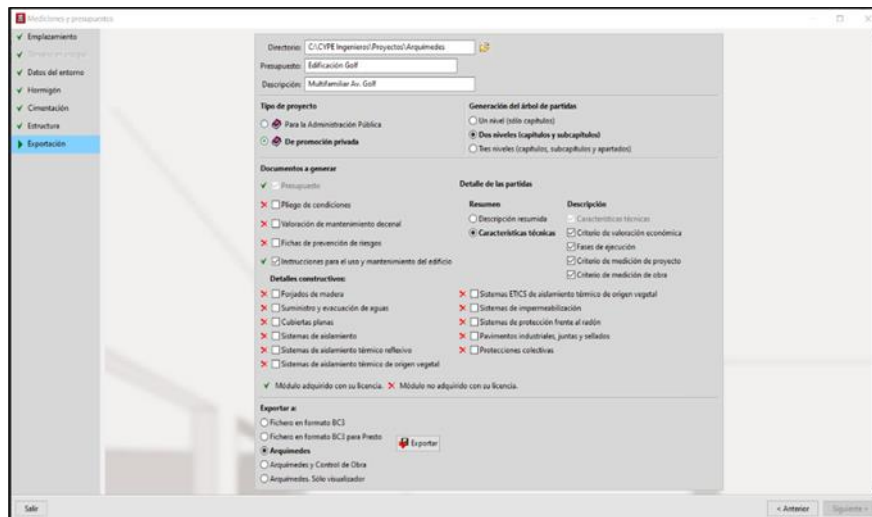 Mediciones y presupuestos
Emplazamiento
Datos del entorno
Hormigón
Cimentación
Estructura
Exportación
Directorio: C:\CYPE Ingenieros\Proyectos\Arquimedes
Presupuesto: Edificación Golf
Descripción: Multifamiliar Av. Golf
Tipo de proyecto
Para la Administración Pública
De promoción privada
Generación del árbol de partidas
Un nivel (sólo capítulos)
Dos niveles (capítulos y subcapítulos)
Tres niveles (capítulos, subcapítulos y apartados)
Documentos a generar
Presupuesto
Pliego de condiciones
Valoración de mantenimiento decenal
Fichas de prevención de riesgos
Instrucciones para el uso y mantenimiento del edificio
Detalle de las partidas
Resumen
Descripción resumida
Características técnicas
Descripción
Características técnicas
Criterio de valoración económica
Fases de ejecución
Criterio de medición de proyecto
Criterio de medición de obra
Detalles constructivos:
Forjados de madera
Suministro y evacuación de aguas
Cubiertas planas
Sistemas de aislamiento
Sistemas de aislamiento térmico reflexivo
Sistemas de aislamiento térmico de origen vegetal
Sistemas ETICS de aislamiento térmico de origen vegetal
Sistemas de impermeabilización
Sistemas de protección frente al radón
Pavimentos industriales, juntas y sellados
Protecciones colectivas
Módulo adquirido con su licencia. Módulo no adquirido con su licencia.
Exportar a:
Fichero en formato BC3
Fichero en formato BC3 para Presto
Arquimedes
Arquimedes y Control de Obra
Arquimedes. Sólo visualizador
Exportar
Salir
< Anterior
Siguiente >